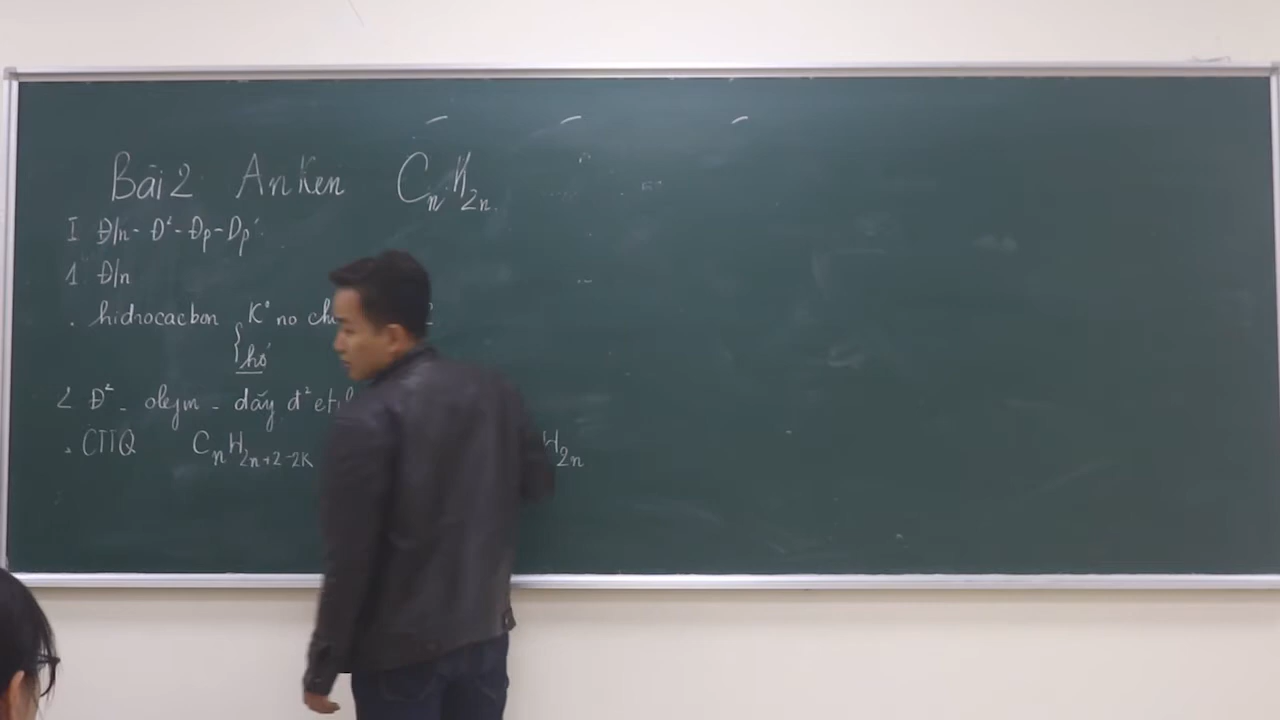 Bài 2 AnKen CnH2n
I Đ/n - Đ² - Đp - Dp'
1 Đ/n
. hidrocacbon { K° no
hở
2 Đ² - olefin - dãy đ²
. CTTQ CnH2n+2-2K H2n